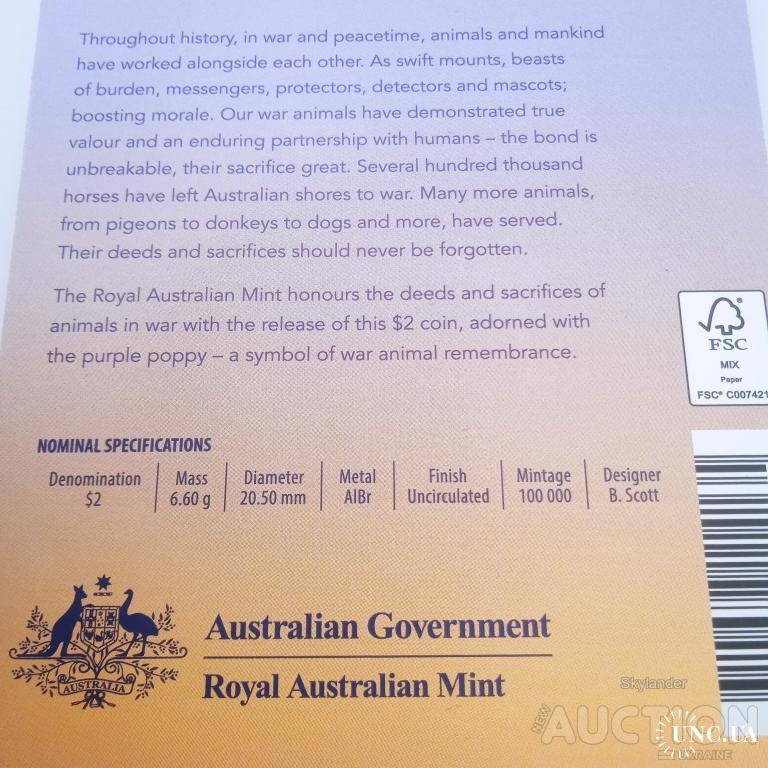 Throughout history, in war and peacetime, animals and mankind
have worked alongside each other. As swift mounts, beasts
of burden, messengers, protectors, detectors and mascots;
boosting morale. Our war animals have demonstrated true
valour and an enduring partnership with humans – the bond is
unbreakable, their sacrifice great. Several hundred thousand
horses have left Australian shores to war. Many more animals,
from pigeons to donkeys to dogs and more, have served.
Their deeds and sacrifices should never be forgotten.
The Royal Australian Mint honours the deeds and sacrifices of
animals in war with the release of this $2 coin, adorned with
the purple poppy – a symbol of war animal remembrance.
FSC
MIX
Paper
FSC® C007421
NOMINAL SPECIFICATIONS
Denomination Mass Diameter Metal Finish Mintage Designer
$2 6.60 g 20.50 mm AlBr Uncirculated 100 000 B. Scott
AUSTRALIA
Australian Government
Royal Australian Mint
Skylander
NEW AUCTION
UNC.UA
UKRAINE